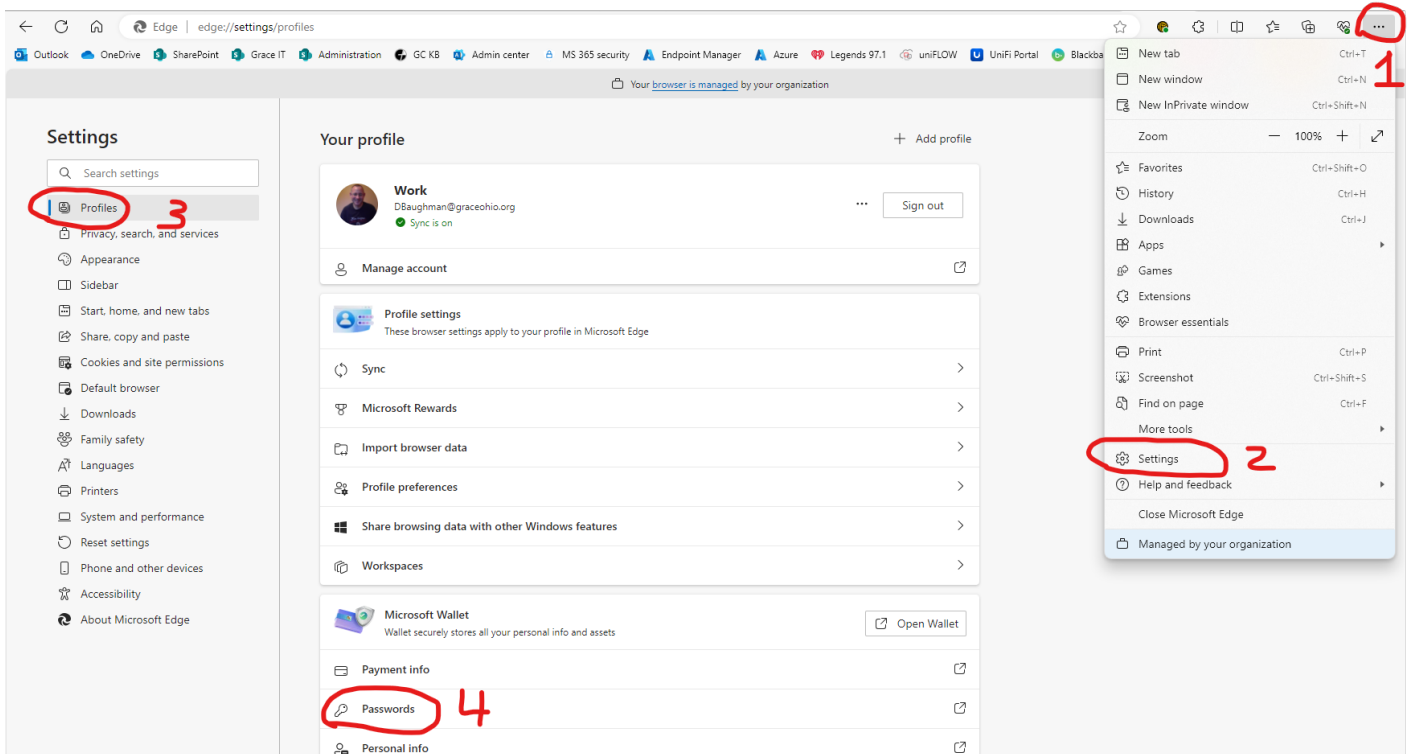 Edge | edge://settings/profiles
Outlook OneDrive SharePoint Grace IT Administration GC KB Admin center MS 365 security Endpoint Manager Azure Legends 97.1 uniFLOW UniFi Portal Blackba
Your browser is managed by your organization
Settings
Search settings
Profiles 3
Privacy, search, and services
Appearance
Sidebar
Start, home, and new tabs
Share, copy and paste
Cookies and site permissions
Default browser
Downloads
Family safety
Languages
Printers
System and performance
Reset settings
Phone and other devices
Accessibility
About Microsoft Edge
Your profile
+ Add profile
Work
DBaughman@graceohio.org
Sync is on
... Sign out
Manage account
Profile settings
These browser settings apply to your profile in Microsoft Edge
Sync
Microsoft Rewards
Import browser data
Profile preferences
Share browsing data with other Windows features
Workspaces
Microsoft Wallet
Wallet securely stores all your personal info and assets
Open Wallet
Payment info
Passwords 4
Personal info
...
1
New tab Ctrl+T
New window Ctrl+N
New InPrivate window Ctrl+Shift+N
Zoom — 100% +
Favorites Ctrl+Shift+O
History Ctrl+H
Downloads Ctrl+J
Apps
Games
Extensions
Browser essentials
Print Ctrl+P
Screenshot Ctrl+Shift+S
Find on page Ctrl+F
More tools
Settings 2
Help and feedback
Close Microsoft Edge
Managed by your organization